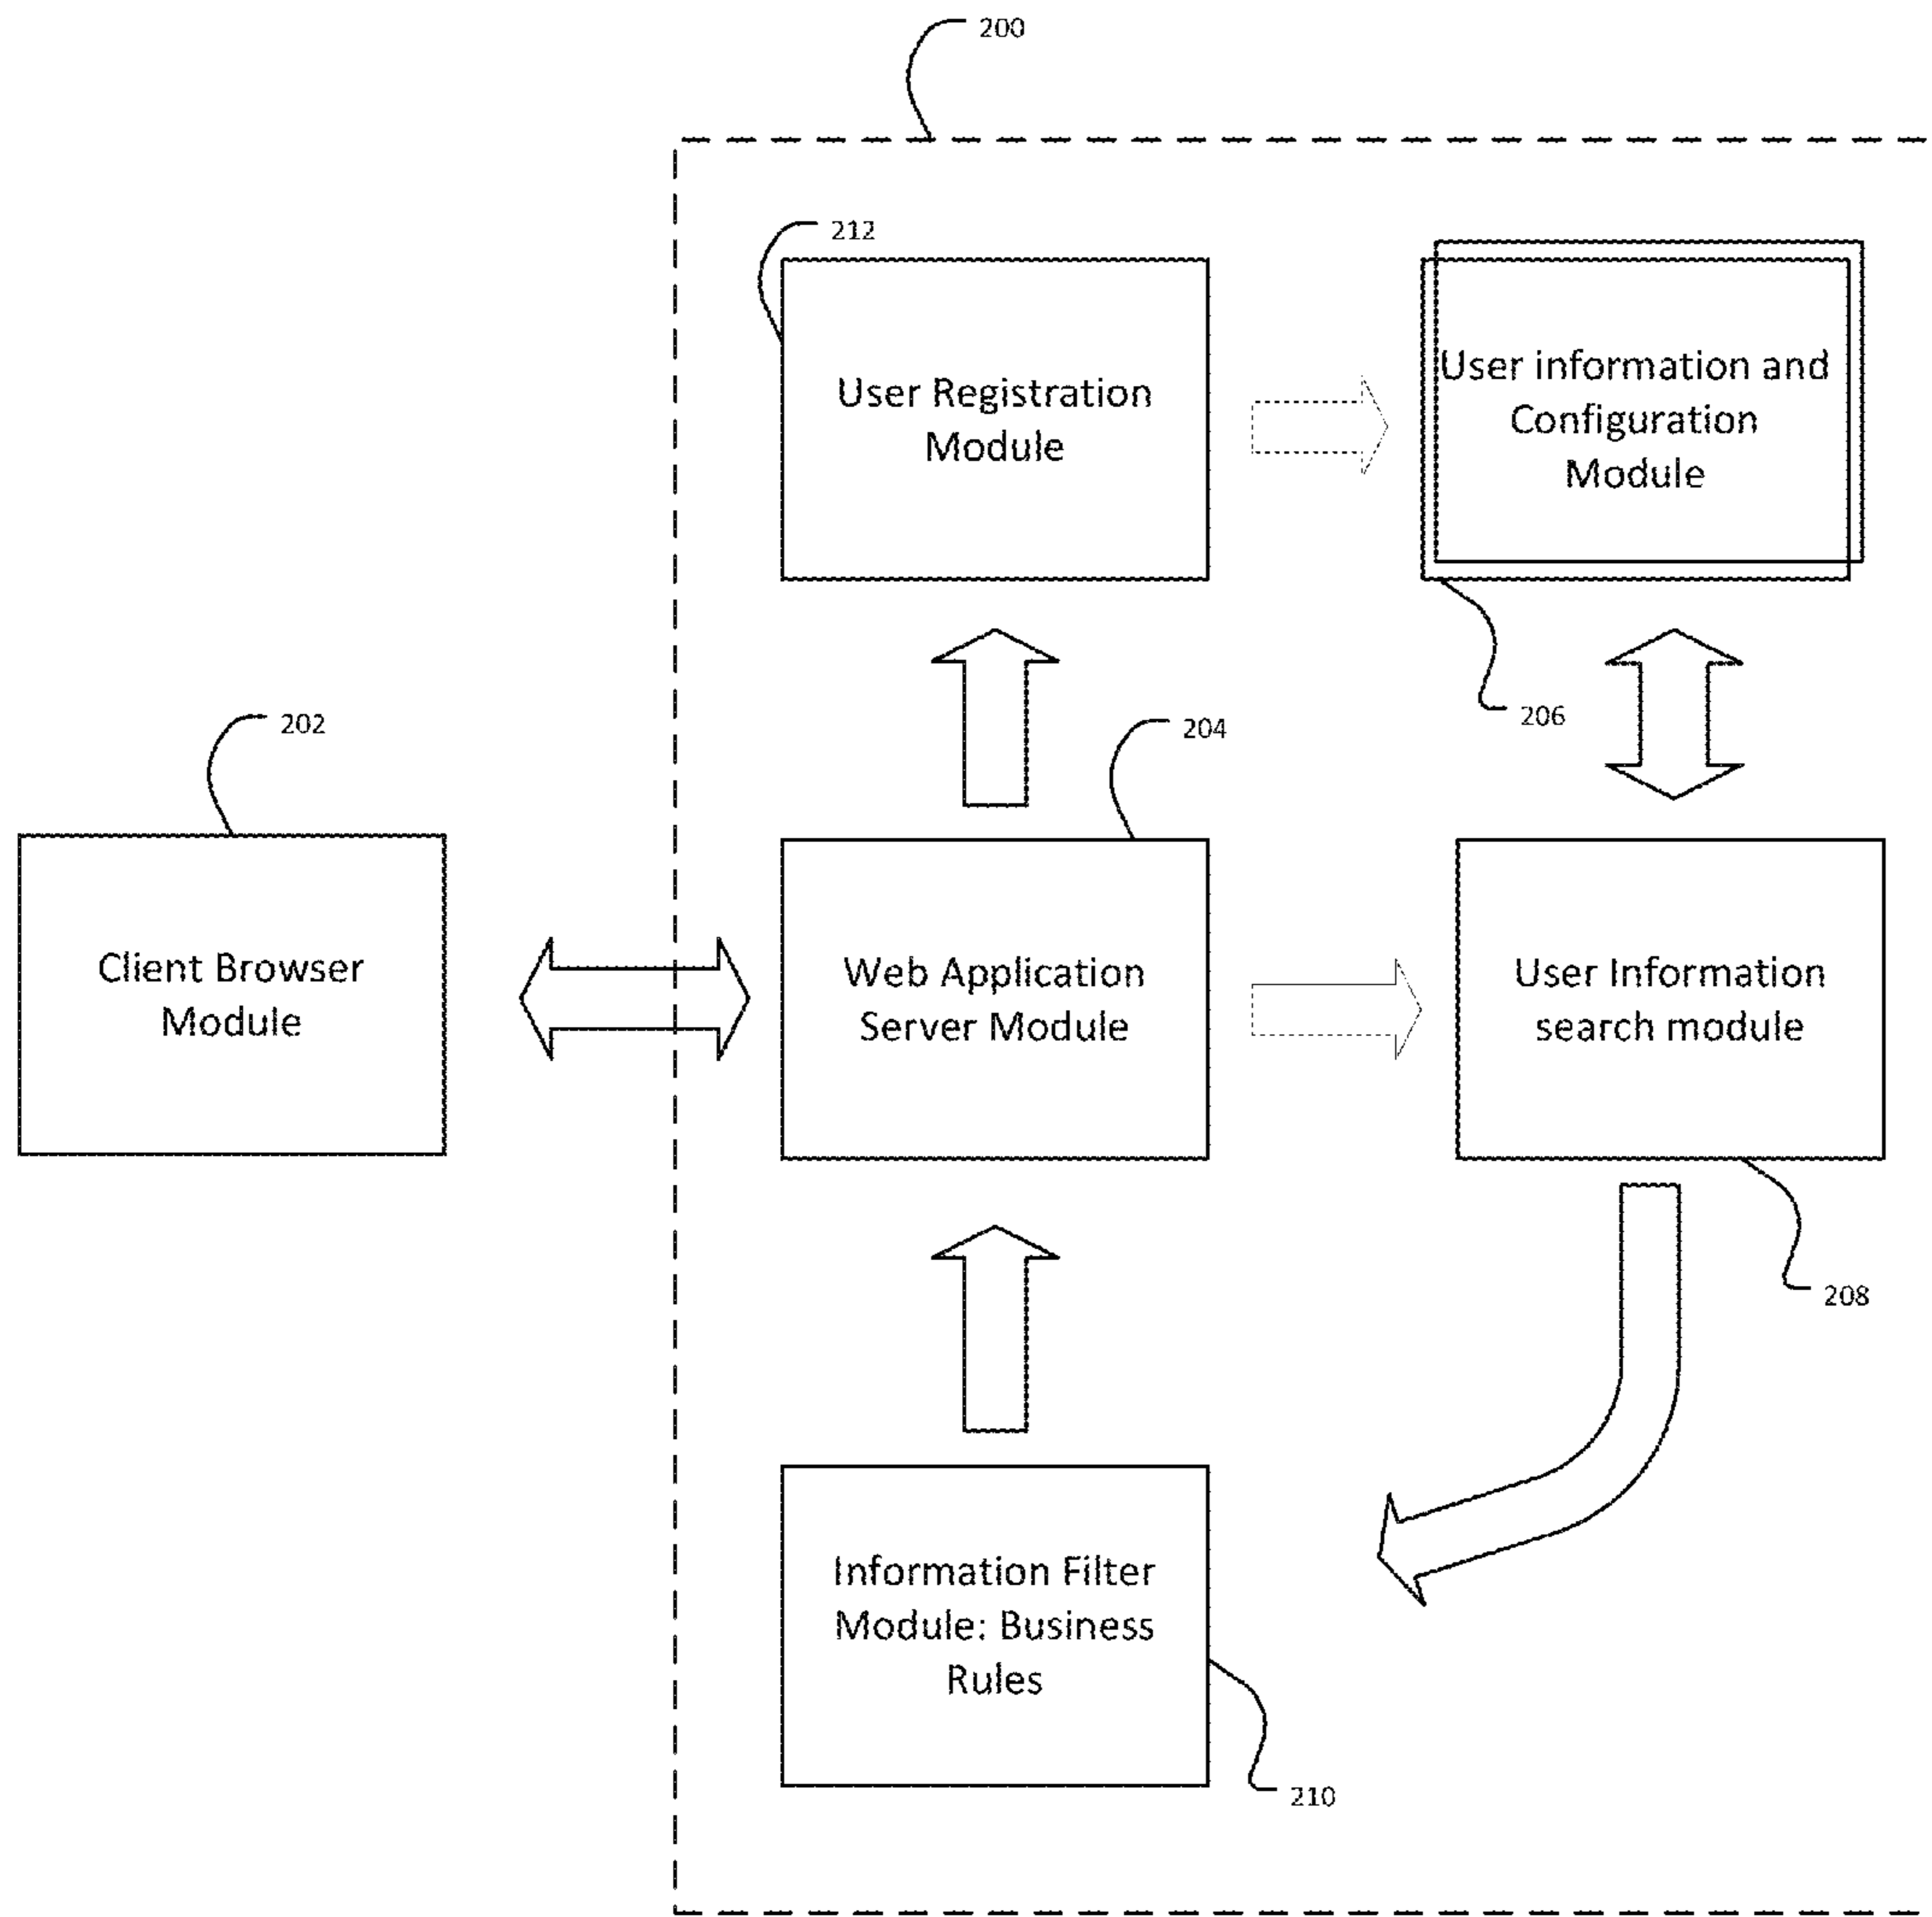 200
212
User Registration
Module
User information and
Configuration
Module
206
202
204
Client Browser
Module
Web Application
Server Module
User Information
search module
208
Information Filter
Module: Business
Rules
210